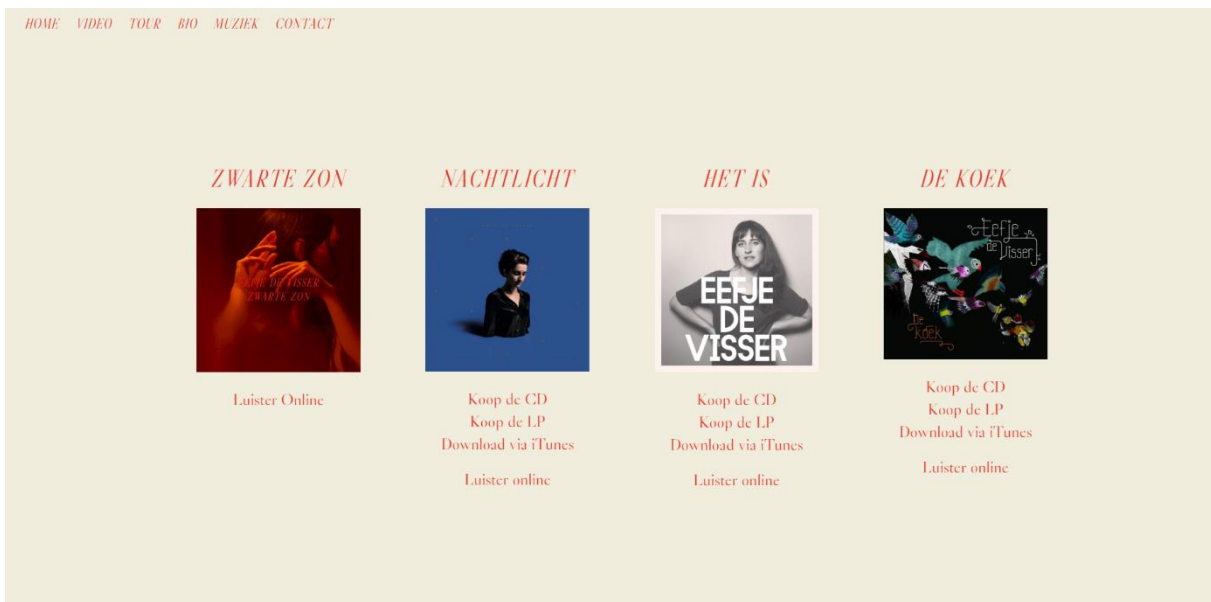 HOME VIDEO TOUR BIO MUZIEK CONTACT
ZWARTE ZON
EEFJE DE VISSER
ZWARTE ZON
Luister Online
NACHTLICHT
Koop de CD
Koop de LP
Download via iTunes
Luister online
HET IS
EEFJE
DE
VISSER
Koop de CD
Koop de LP
Download via iTunes
Luister online
DE KOEK
Eefje
de
Visser
De
koek
Koop de CD
Koop de LP
Download via iTunes
Luister online